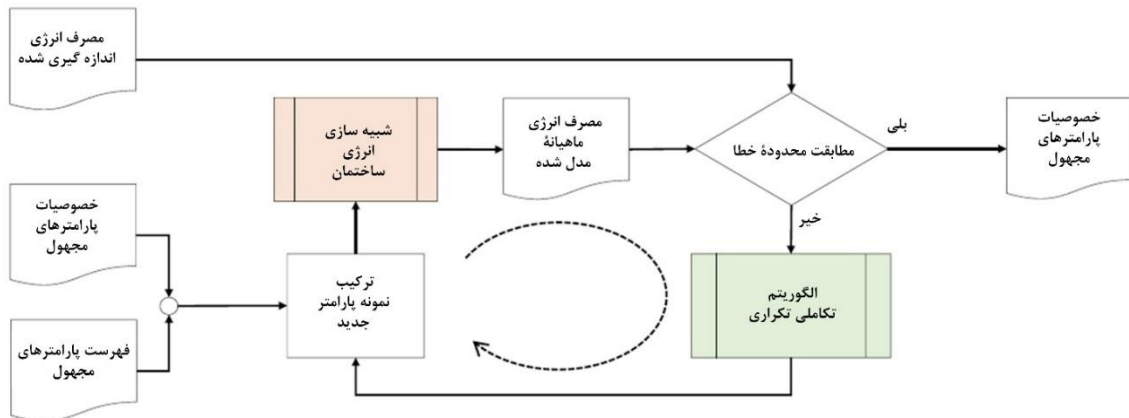 مصرف انرژی
اندازه گیری شده
شبیه سازی
انرژی
ساختمان
مصرف انرژی
ماهیانهٔ
مدل شده
مطابقت محدودهٔ خطا
بلی
خصوصیات
پارامترهای
مجهول
خیر
خصوصیات
پارامترهای
مجهول
ترکیب
نمونه پارامتر
جدید
الگوریتم
تکاملی تکراری
فهرست پارامترهای
مجهول